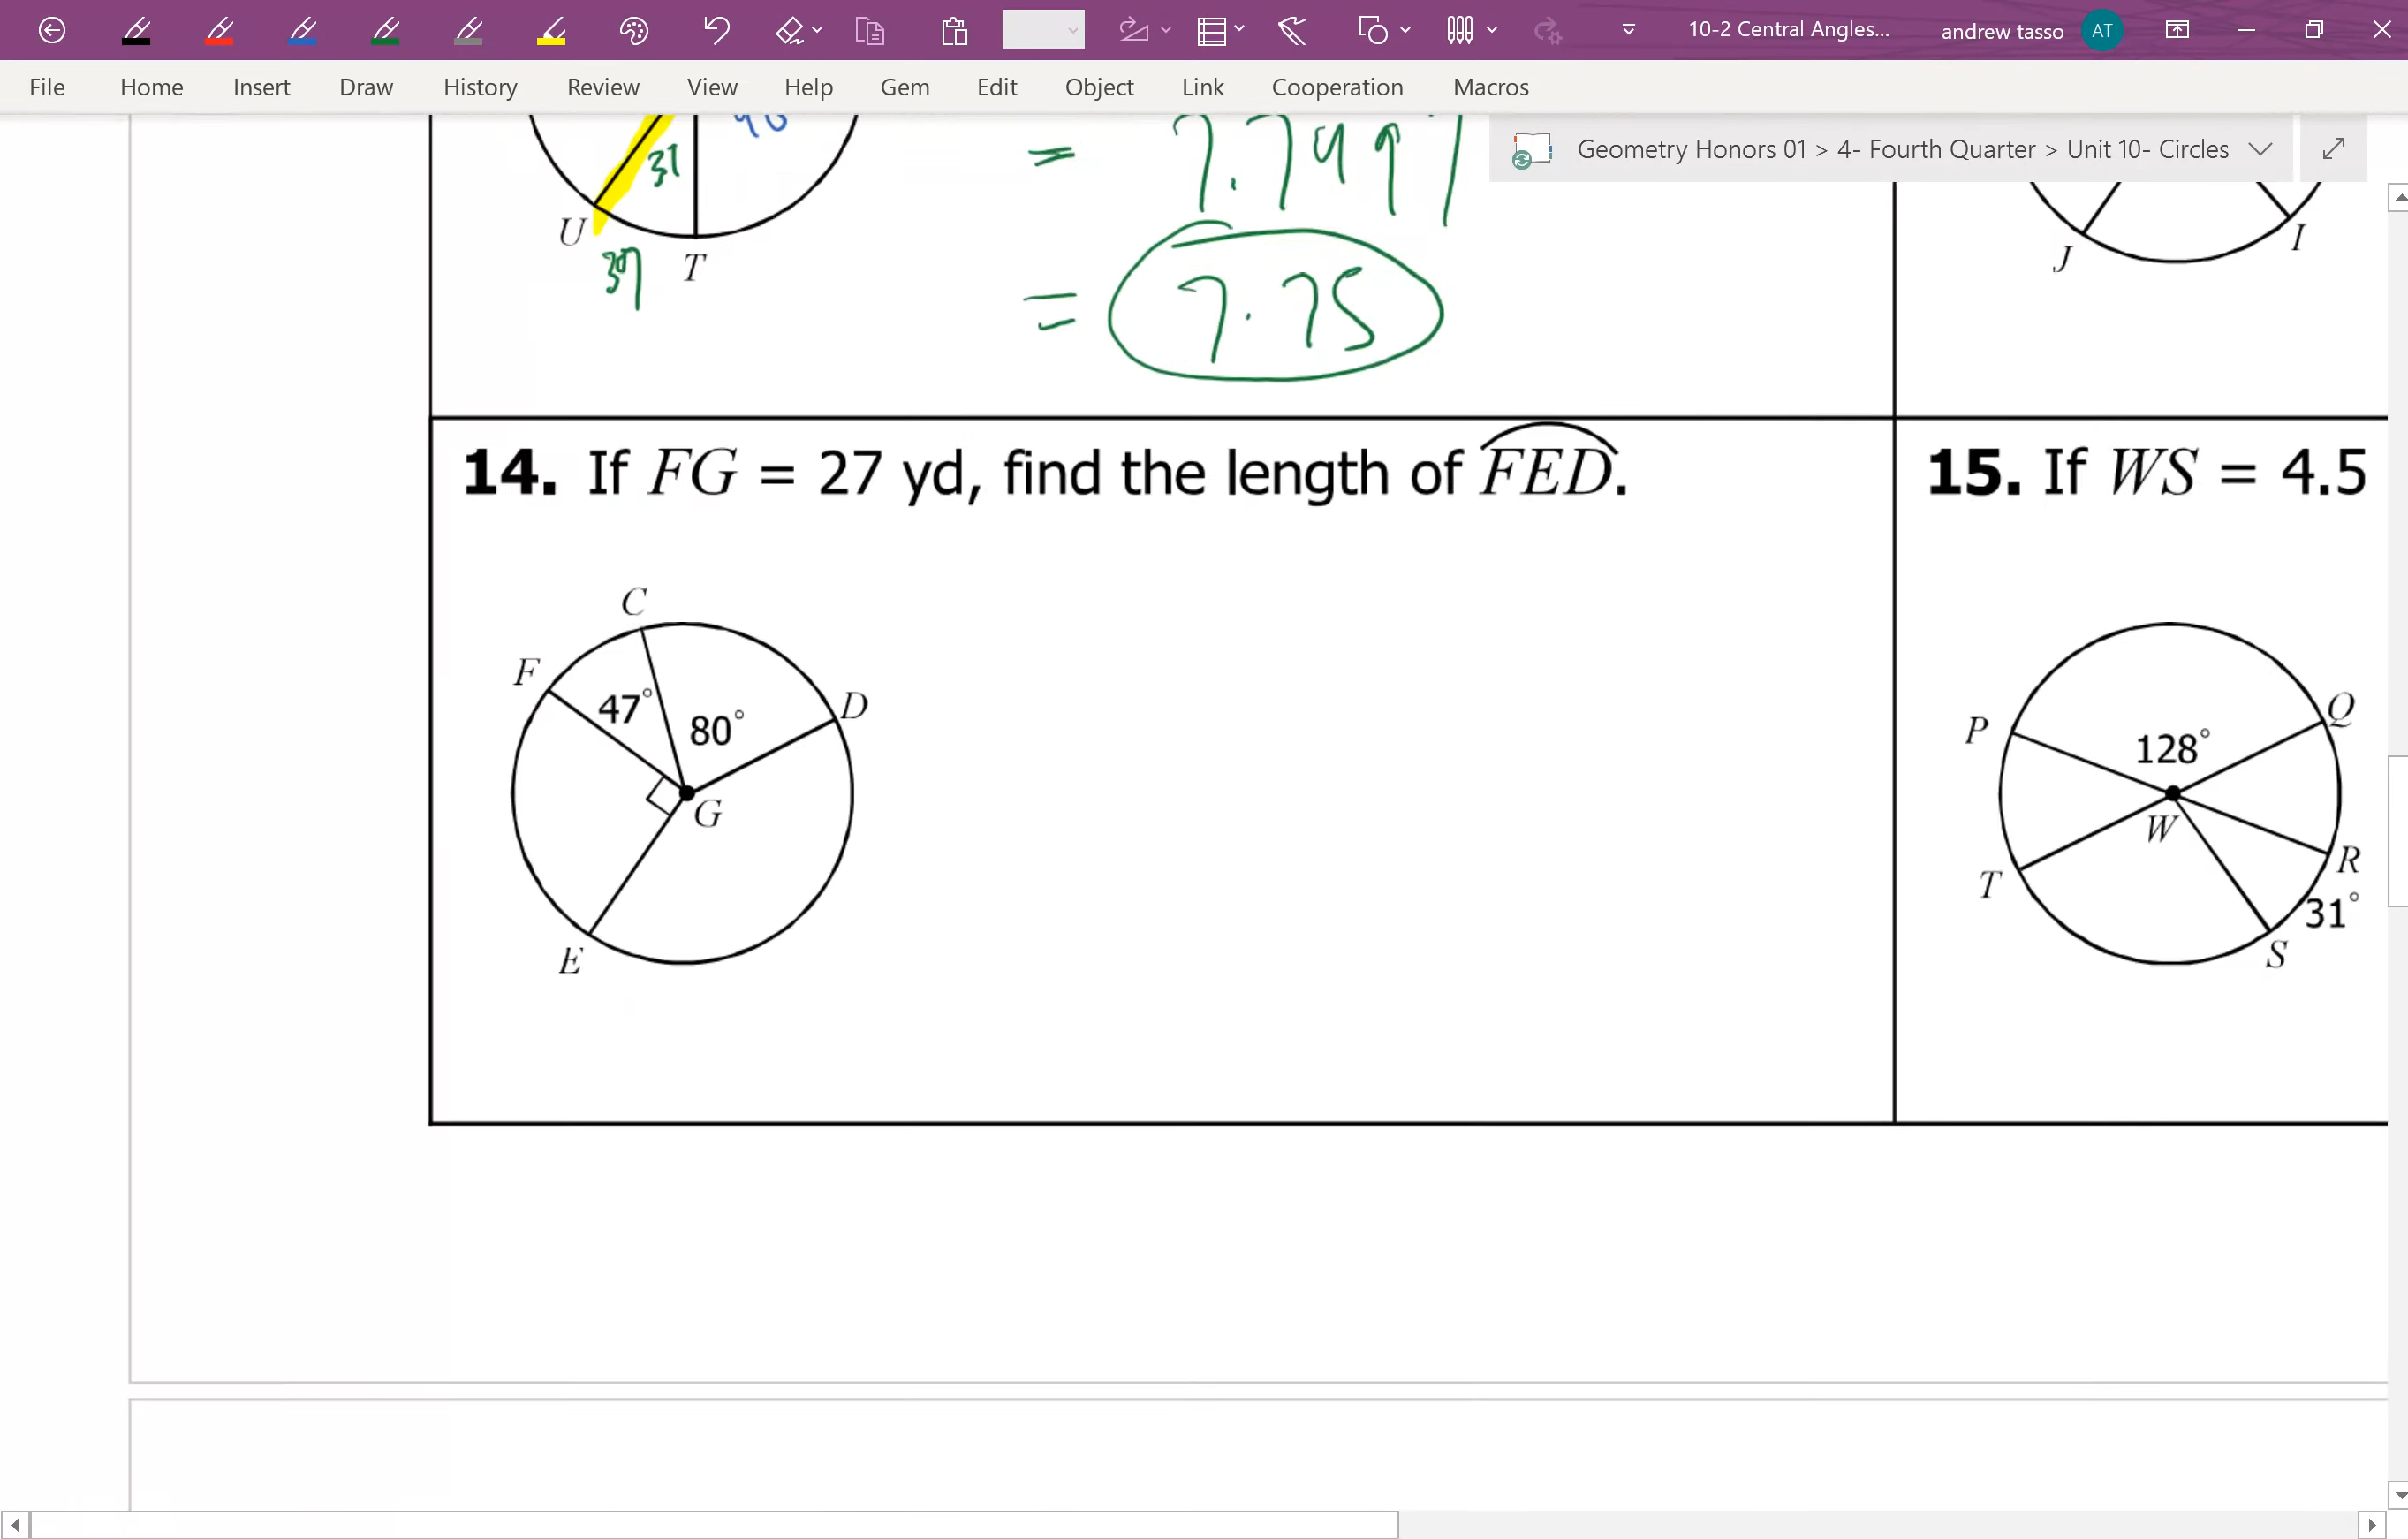 10-2 Central Angles... andrew tasso AT
File Home Insert Draw History Review View Help Gem Edit Object Link Cooperation Macros
Geometry Honors 01 > 4- Fourth Quarter > Unit 10- Circles
31
= 7.7497
U
T
J
I
= 7.75
14. If FG = 27 yd, find the length of FED.
15. If WS = 4.5
C
F
47°
80°
D
G
E
P
Q
128°
W
R
T
31°
S